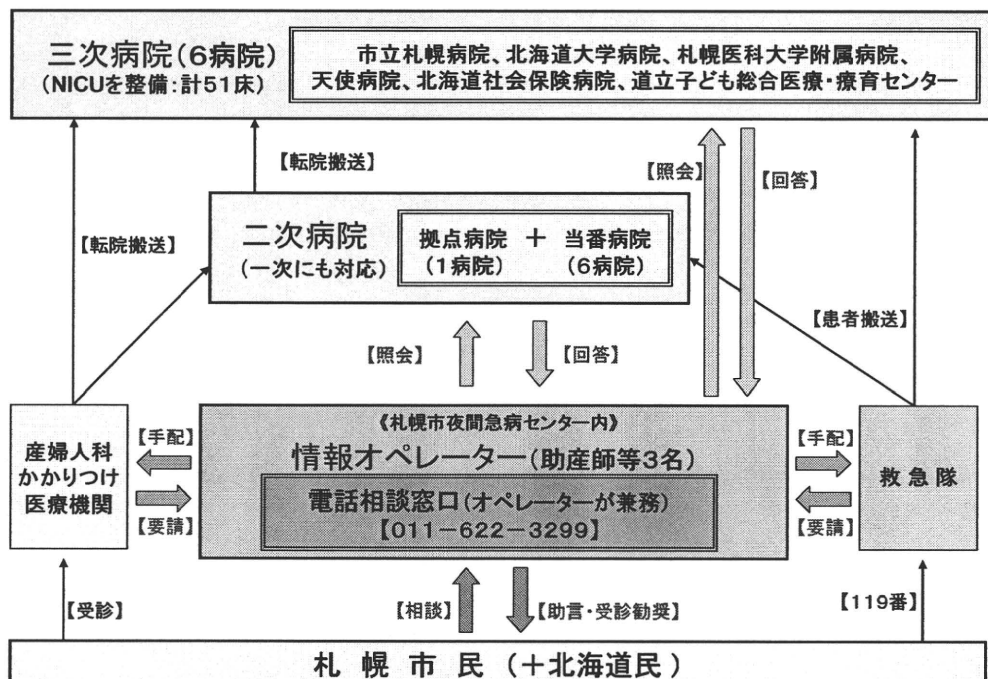 三次病院(6病院)
(NICUを整備:計51床)
市立札幌病院、北海道大学病院、札幌医科大学附属病院、
天使病院、北海道社会保険病院、道立子ども総合医療・療育センター
【転院搬送】
【照会】
【回答】
【転院搬送】
二次病院
(一次にも対応)
拠点病院 + 当番病院
(1病院) (6病院)
【患者搬送】
【照会】
【回答】
産婦人科
かかりつけ
医療機関
【手配】
【要請】
《札幌市夜間急病センター内》
情報オペレーター(助産師等3名)
電話相談窓口(オペレーターが兼務)
【011-622-3299】
【手配】
【要請】
救急隊
【受診】
【相談】
【助言・受診勧奨】
【119番】
札幌市民(+北海道民)